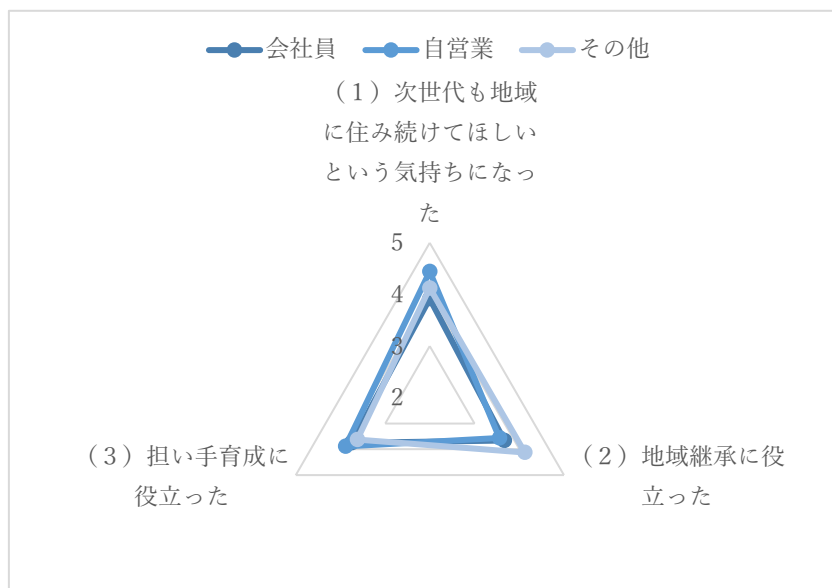 会社員 自営業 その他
（１）次世代も地域
に住み続けてほしい
という気持ちになっ
た
5
4
3
2
（３）担い手育成に
役立った
（２）地域継承に役
立った